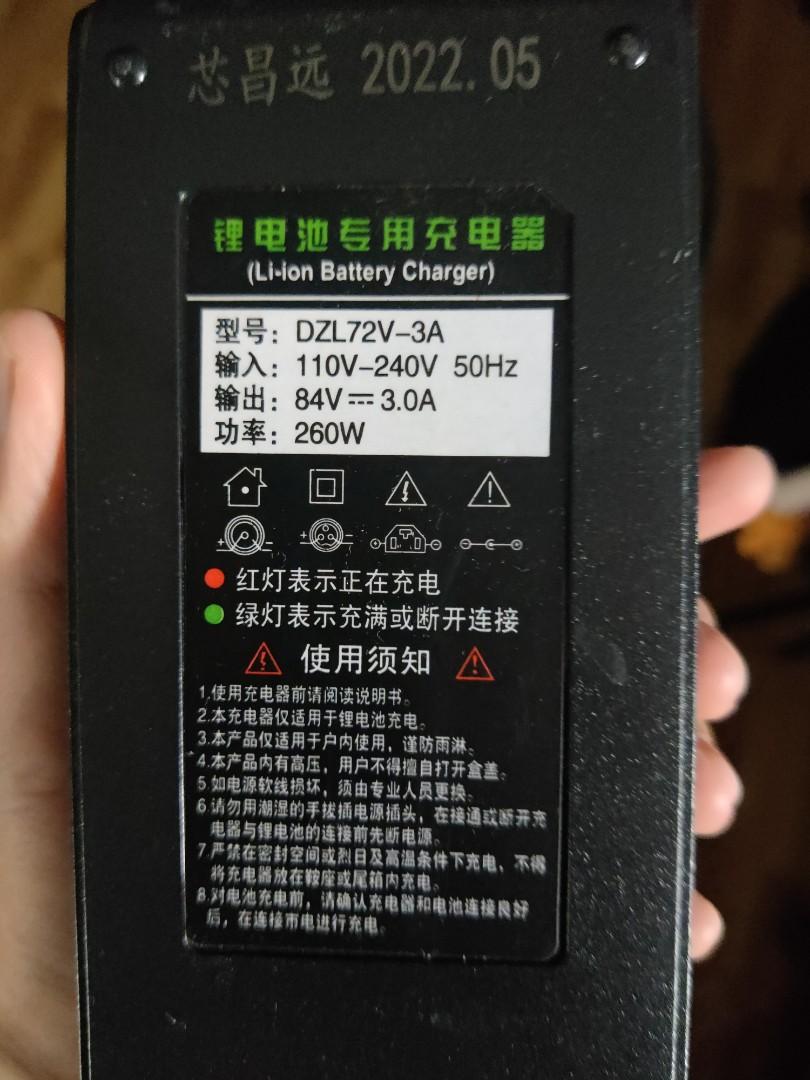 芯昌远 2022.05
锂电池专用充电器
(Li-ion Battery Charger)
型号: DZL72V-3A
输入: 110V-240V 50Hz
输出: 84V⎓3.0A
功率: 260W
红灯表示正在充电
绿灯表示充满或断开连接
使用须知
1.使用充电器前请阅读说明书。
2.本充电器仅适用于锂电池充电。
3.本产品仅适用于户内使用，谨防雨淋。
4.本产品内有高压，用户不得擅自打开盒盖。
5.如电源软线损坏，须由专业人员更换。
6.请勿用潮湿的手拔插电源插头，在接通或断开充
电器与锂电池的连接前先断电源。
7.严禁在密封空间或烈日及高温条件下充电、不得
将充电器放在鞍座或尾箱内充电。
8.对电池充电前，请确认充电器和电池连接良好
后，在连接市电进行充电。